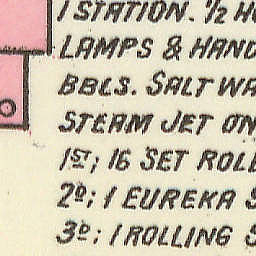 1 STATION. ½ H
LAMPS & HAND
BBLS. SALT WA
STEAM JET ON
1ST; 16 SET ROLL
2D; 1 EUREKA S
3D; 1 ROLLING S